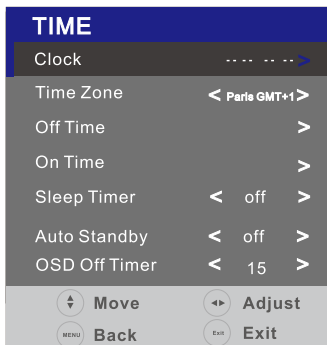 TIME
Clock -- -- -- -- >
Time Zone < Paris GMT+1 >
Off Time >
On Time >
Sleep Timer < off >
Auto Standby < off >
OSD Off Timer < 15 >
Move Adjust
MENU Back Exit Exit